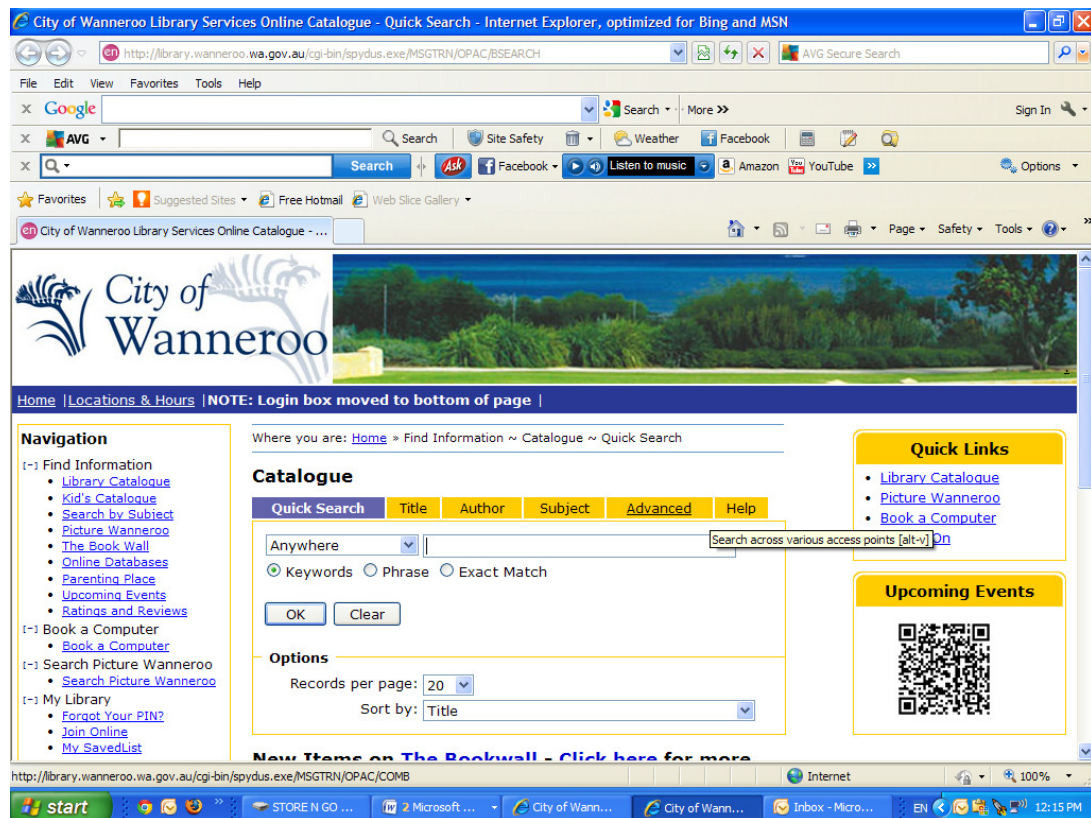 City of Wanneroo Library Services Online Catalogue - Quick Search - Internet Explorer, optimized for Bing and MSN
http://library.wanneroo.wa.gov.au/cgi-bin/spydus.exe/MSGTRN/OPAC/BSEARCH AVG Secure Search
File Edit View Favorites Tools Help
x Google Search More >> Sign In
x AVG Search Site Safety Weather Facebook
x Search Ask Facebook Listen to music a Amazon You Tube YouTube >> Options
Favorites Suggested Sites Free Hotmail Web Slice Gallery
en City of Wanneroo Library Services Online Catalogue - ... Page Safety Tools >>
City of
Wanneroo
Home |Locations & Hours |NOTE: Login box moved to bottom of page |
Navigation
[-] Find Information
• Library Catalogue
• Kid's Catalogue
• Search by Subject
• Picture Wanneroo
• The Book Wall
• Online Databases
• Parenting Place
• Upcoming Events
• Ratings and Reviews
[-] Book a Computer
• Book a Computer
[-] Search Picture Wanneroo
• Search Picture Wanneroo
[-] My Library
• Forgot Your PIN?
• Join Online
• My SavedList
Where you are: Home » Find Information ~ Catalogue ~ Quick Search
Catalogue
Quick Search Title Author Subject Advanced Help
Search across various access points [alt-v]
Anywhere
Keywords Phrase Exact Match
OK Clear
Options
Records per page: 20
Sort by: Title
New Items on The Bookwall - Click here for more
Quick Links
• Library Catalogue
• Picture Wanneroo
• Book a Computer
On
Upcoming Events
http://library.wanneroo.wa.gov.au/cgi-bin/spydus.exe/MSGTRN/OPAC/COMB Internet 100%
start >> STORE N GO ... 2 Microsoft ... City of Wann... City of Wann... Inbox - Micro... EN 12:15 PM